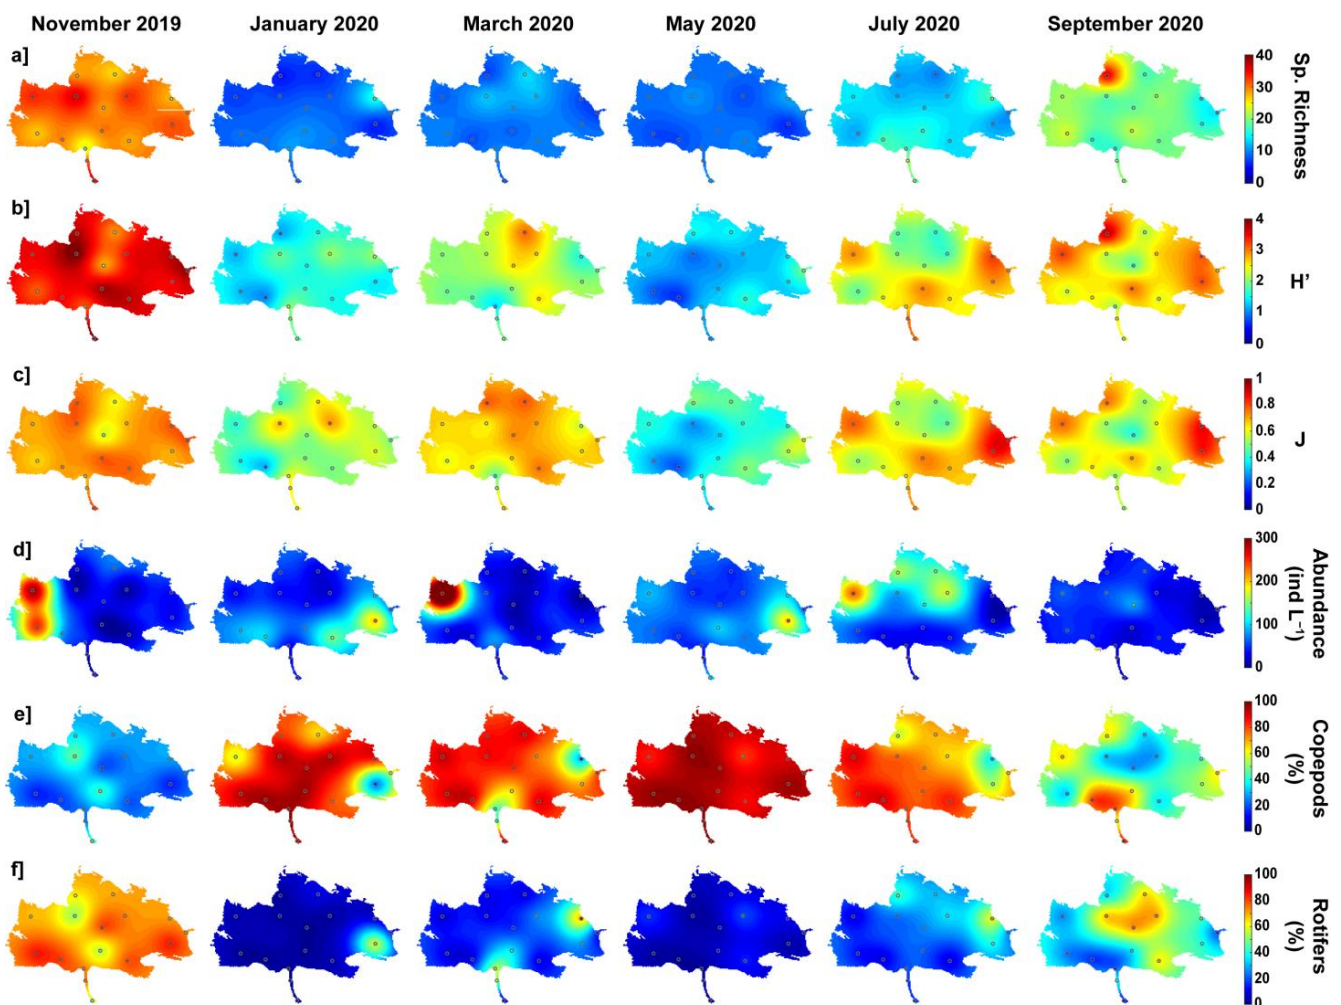 November 2019 January 2020 March 2020 May 2020 July 2020 September 2020
a]
40
30
20
10
0
Sp. Richness
b]
4
3
2
1
0
H'
c]
1
0.8
0.6
0.4
0.2
0
J
d]
300
200
100
0
Abundance
(ind L⁻¹)
e]
100
80
60
40
20
0
Copepods
(%)
f]
100
80
60
40
20
0
Rotifers
(%)